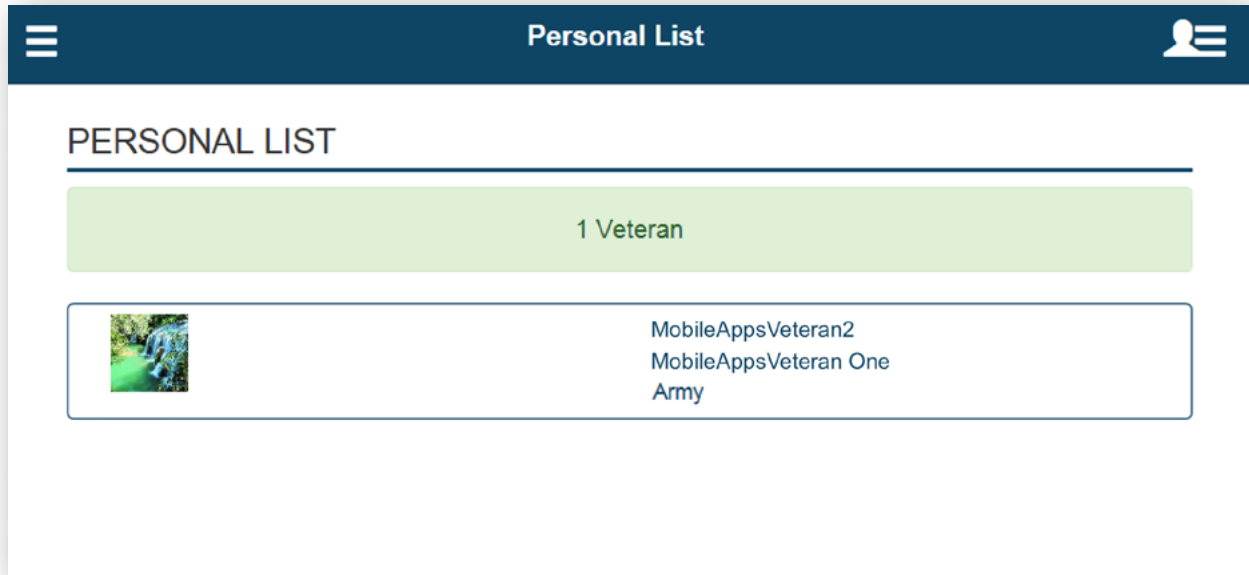 Personal List
PERSONAL LIST
1 Veteran
MobileAppsVeteran2
MobileAppsVeteran One
Army